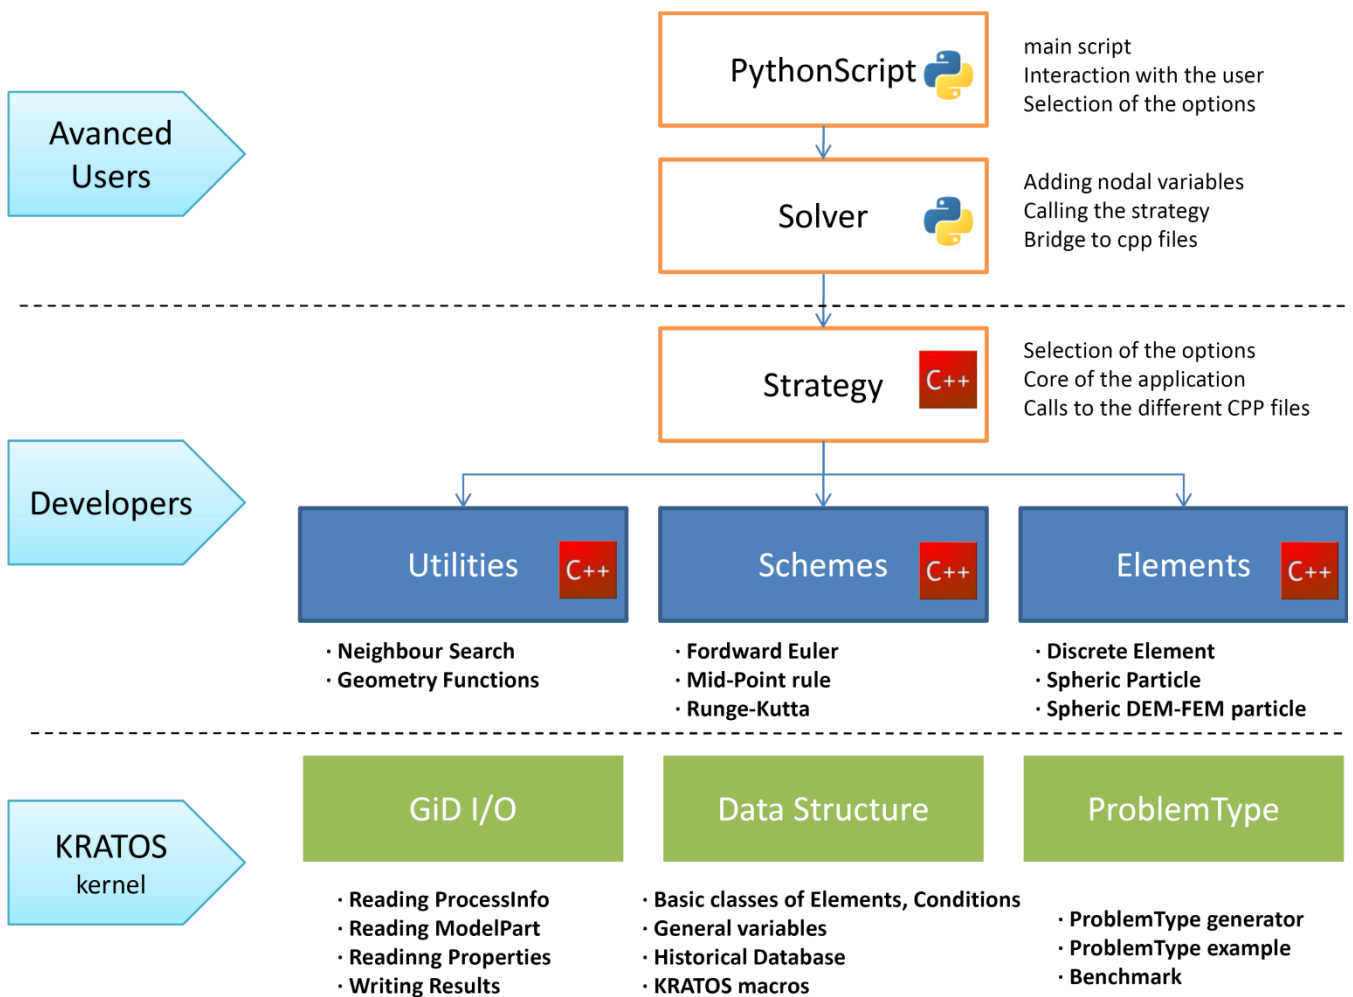 PythonScript
main script
Interaction with the user
Selection of the options
Avanced
Users
Solver
Adding nodal variables
Calling the strategy
Bridge to cpp files
Strategy
C++
Selection of the options
Core of the application
Calls to the different CPP files
Developers
Utilities
C++
Schemes
C++
Elements
C++
· Neighbour Search
· Geometry Functions
· Fordward Euler
· Mid-Point rule
· Runge-Kutta
· Discrete Element
· Spheric Particle
· Spheric DEM-FEM particle
KRATOS
kernel
GiD I/O
Data Structure
ProblemType
· Reading ProcessInfo
· Reading ModelPart
· Readinng Properties
· Writing Results
· Basic classes of Elements, Conditions
· General variables
· Historical Database
· KRATOS macros
· ProblemType generator
· ProblemType example
· Benchmark